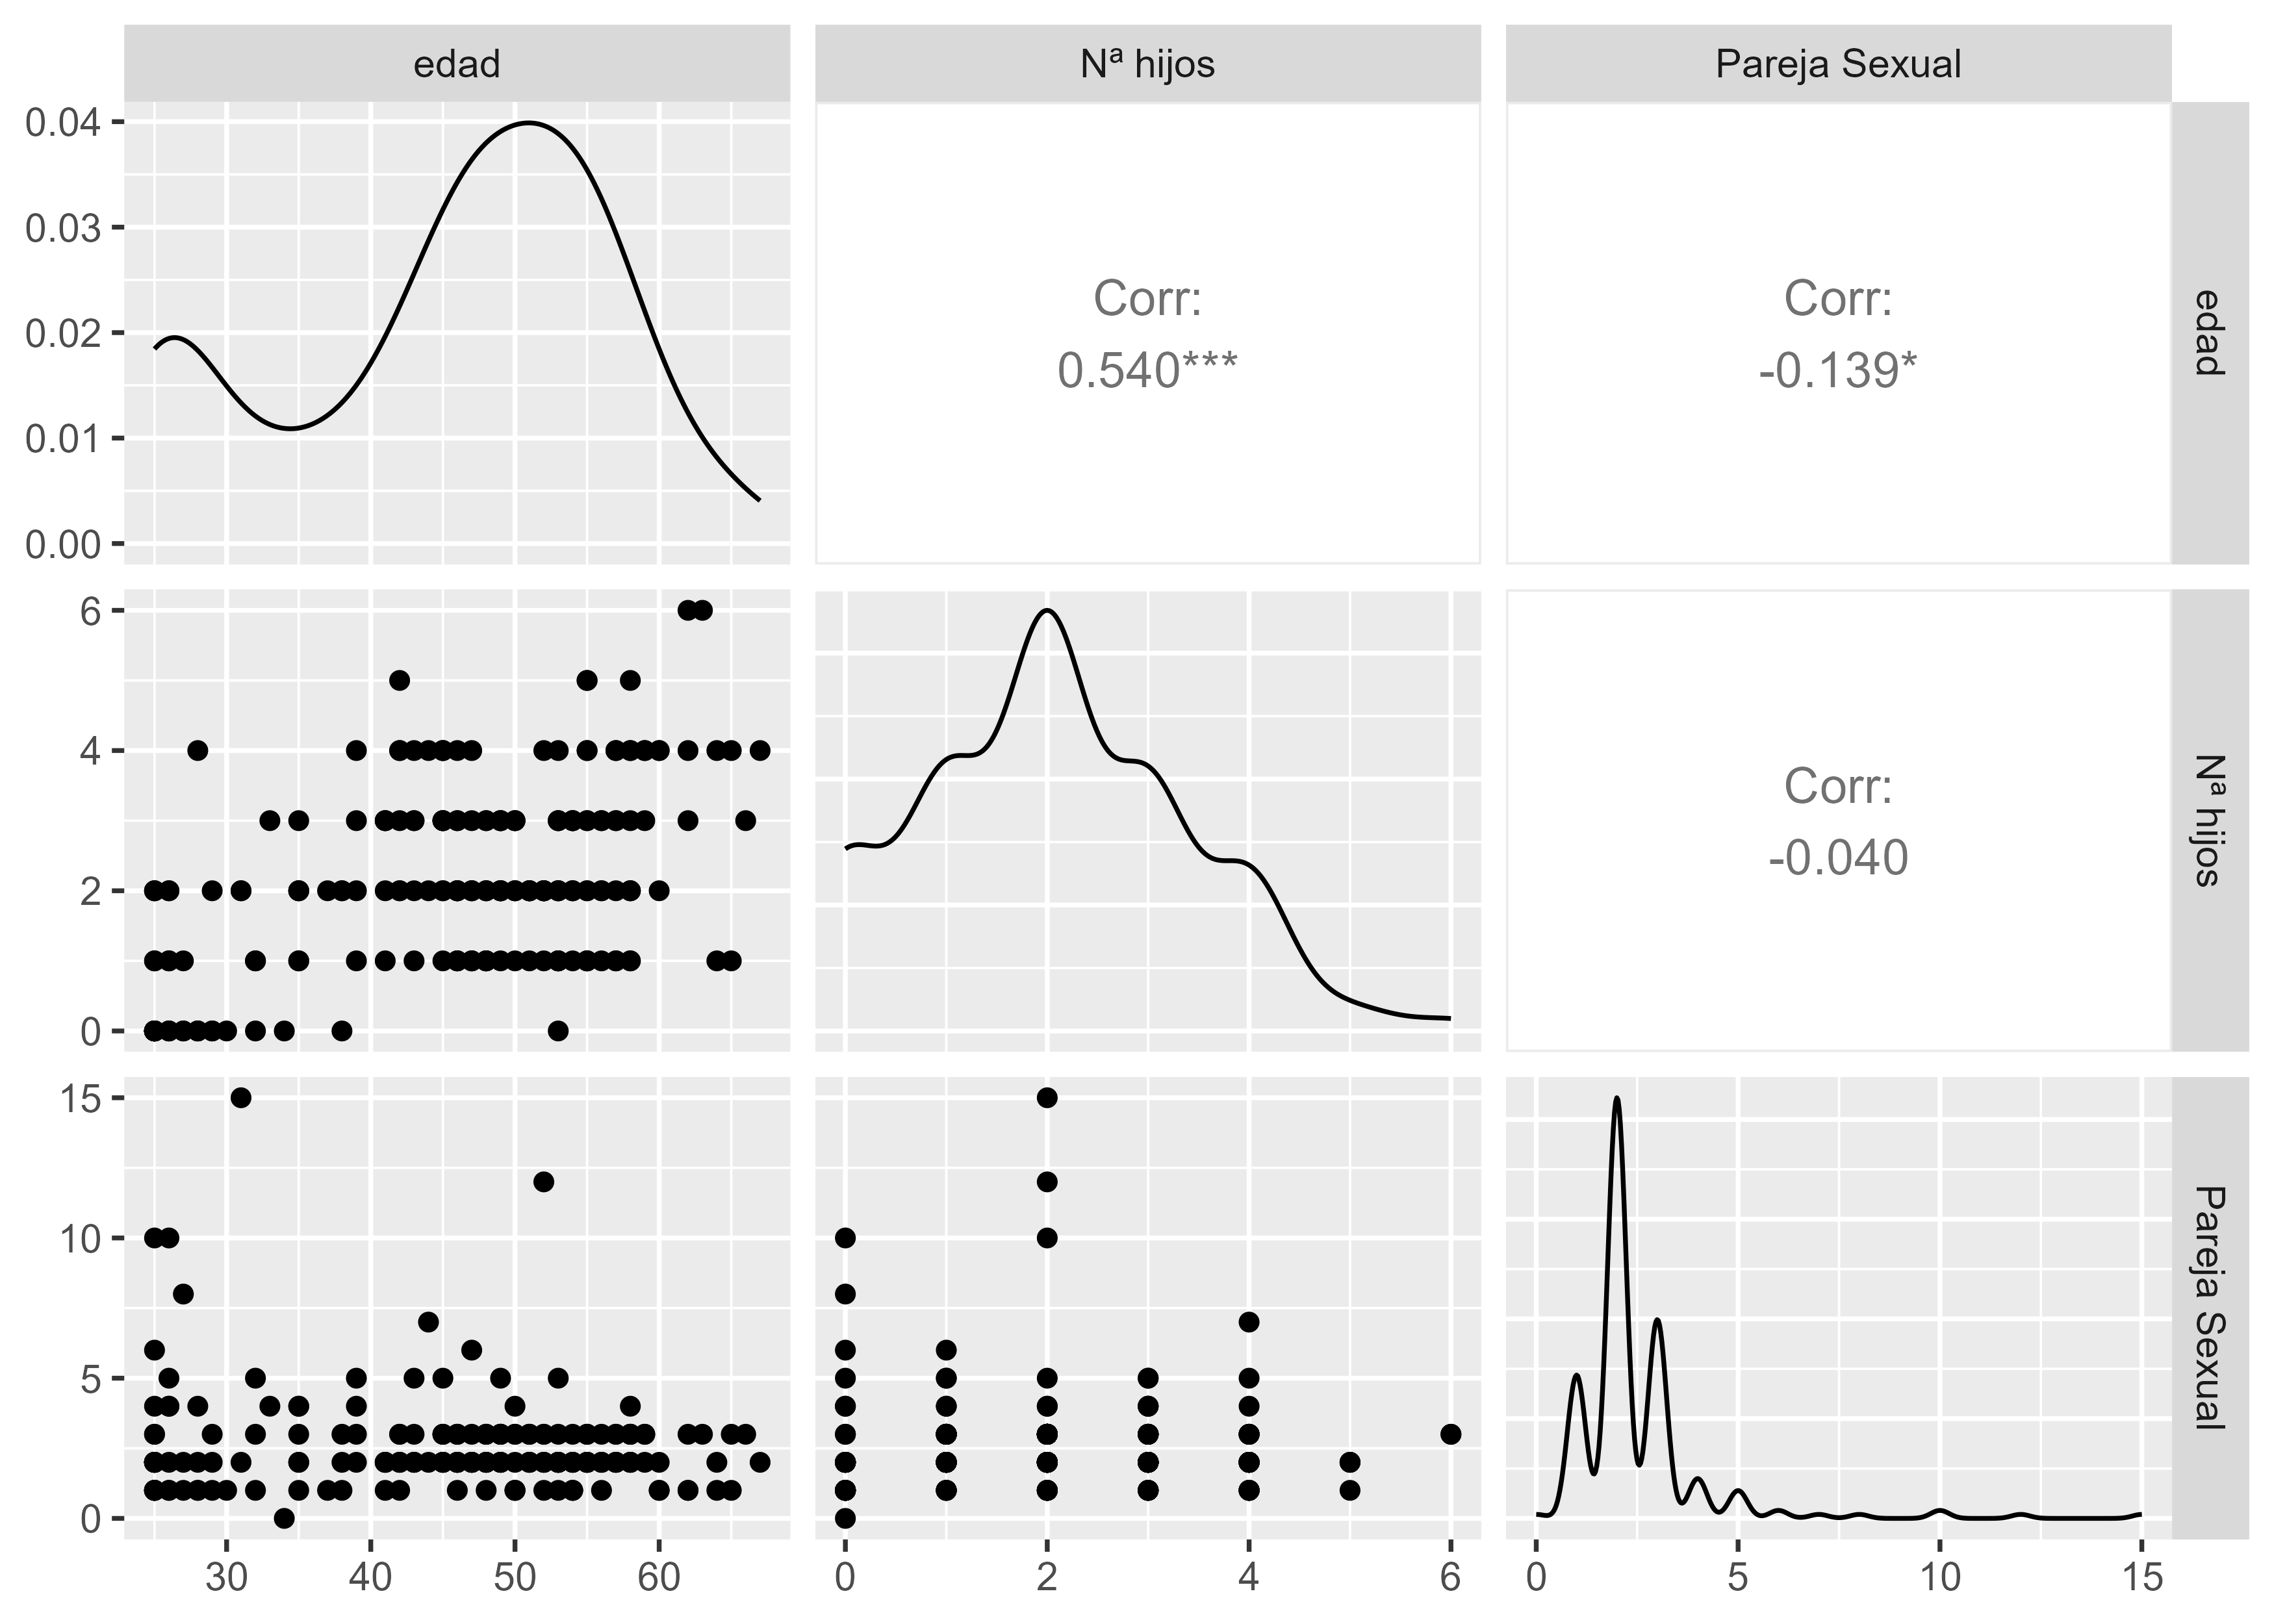 edad
Nª hijos
Pareja Sexual
0.04
0.03
0.02
0.01
0.00
Corr:
0.540***
Corr:
-0.139*
edad
6
4
2
0
Corr:
-0.040
Nª hijos
15
10
5
0
Pareja Sexual
30 40 50 60
0 2 4 6
0 5 10 15